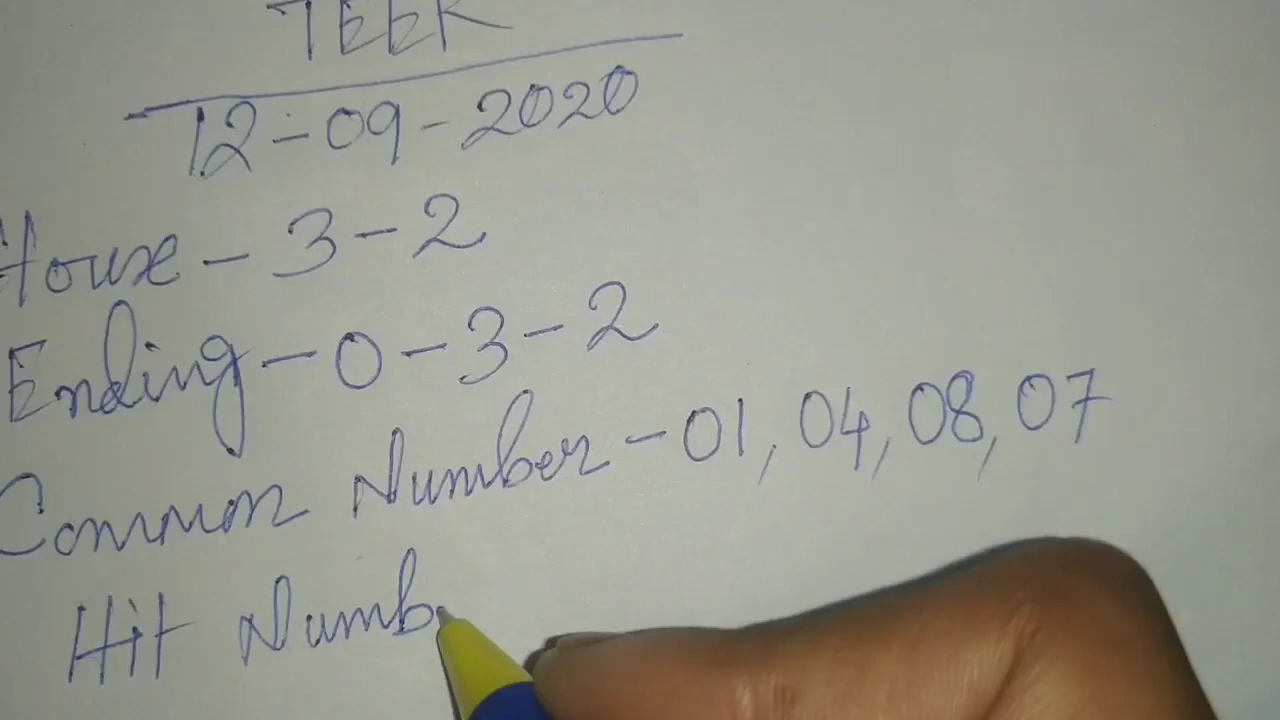 TEER
12-09-2020
House - 3 - 2
Ending - 0 - 3 - 2
Common Number - 01, 04, 08, 07
Hit Numb